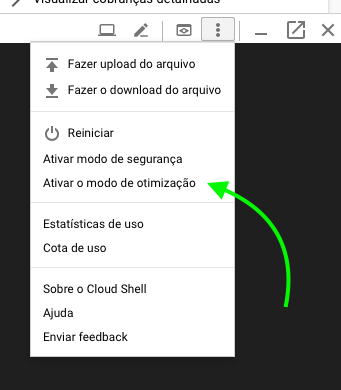 Visualizar cobranças detalhadas
Fazer upload do arquivo
Fazer o download do arquivo
Reiniciar
Ativar modo de segurança
Ativar o modo de otimização
Estatísticas de uso
Cota de uso
Sobre o Cloud Shell
Ajuda
Enviar feedback